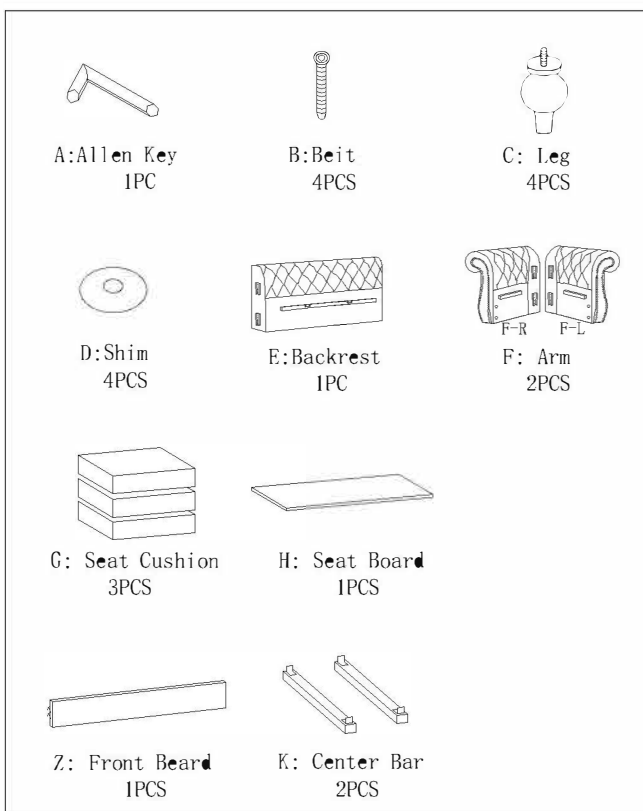 A:Allen Key
1PC
B:Beit
4PCS
C: Leg
4PCS
D:Shim
4PCS
E:Backrest
1PC
F-R F-L
F: Arm
2PCS
G: Seat Cushion
3PCS
H: Seat Board
1PCS
Z: Front Beard
1PCS
K: Center Bar
2PCS